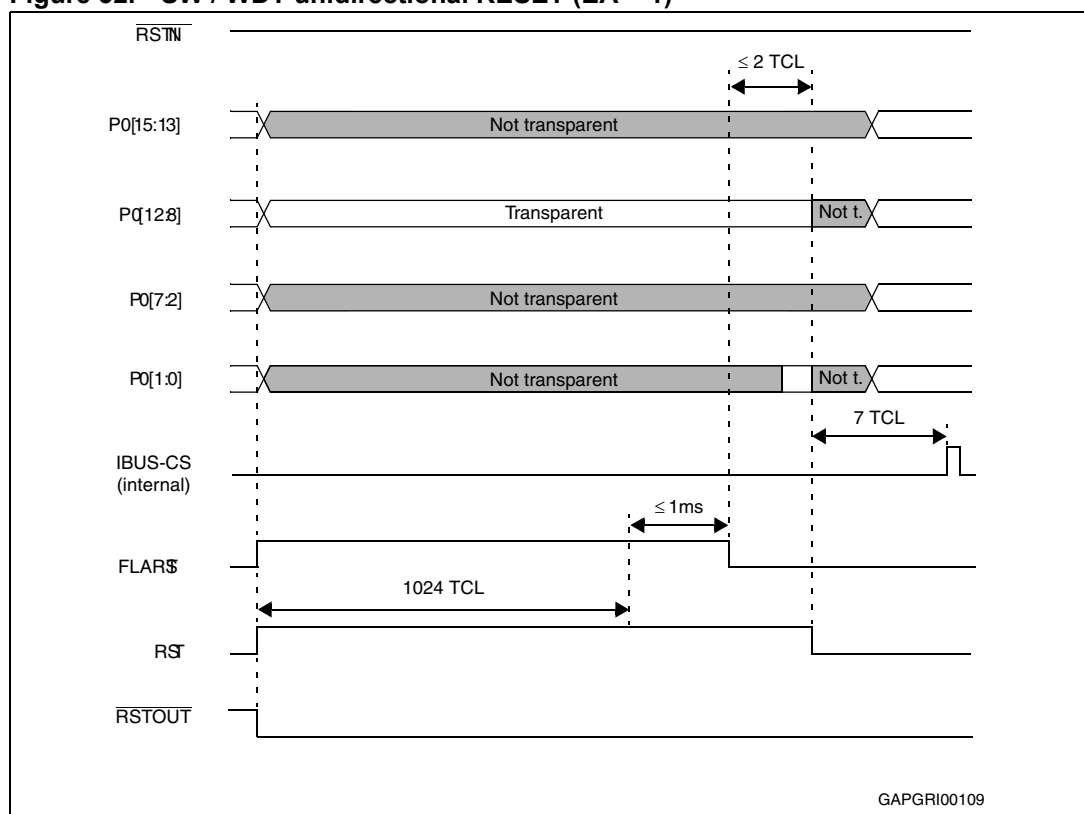 Figure SW / WDT unidirectional RESET (EA = 1)
RSTIN
≤ 2 TCL
P0[15:13]
Not transparent
P0[12:8]
Transparent
Not t.
P0[7:2]
Not transparent
P0[1:0]
Not transparent
Not t.
7 TCL
IBUS-CS
(internal)
≤ 1ms
FLARST
1024 TCL
RST
RSTOUT
GAPGRI00109